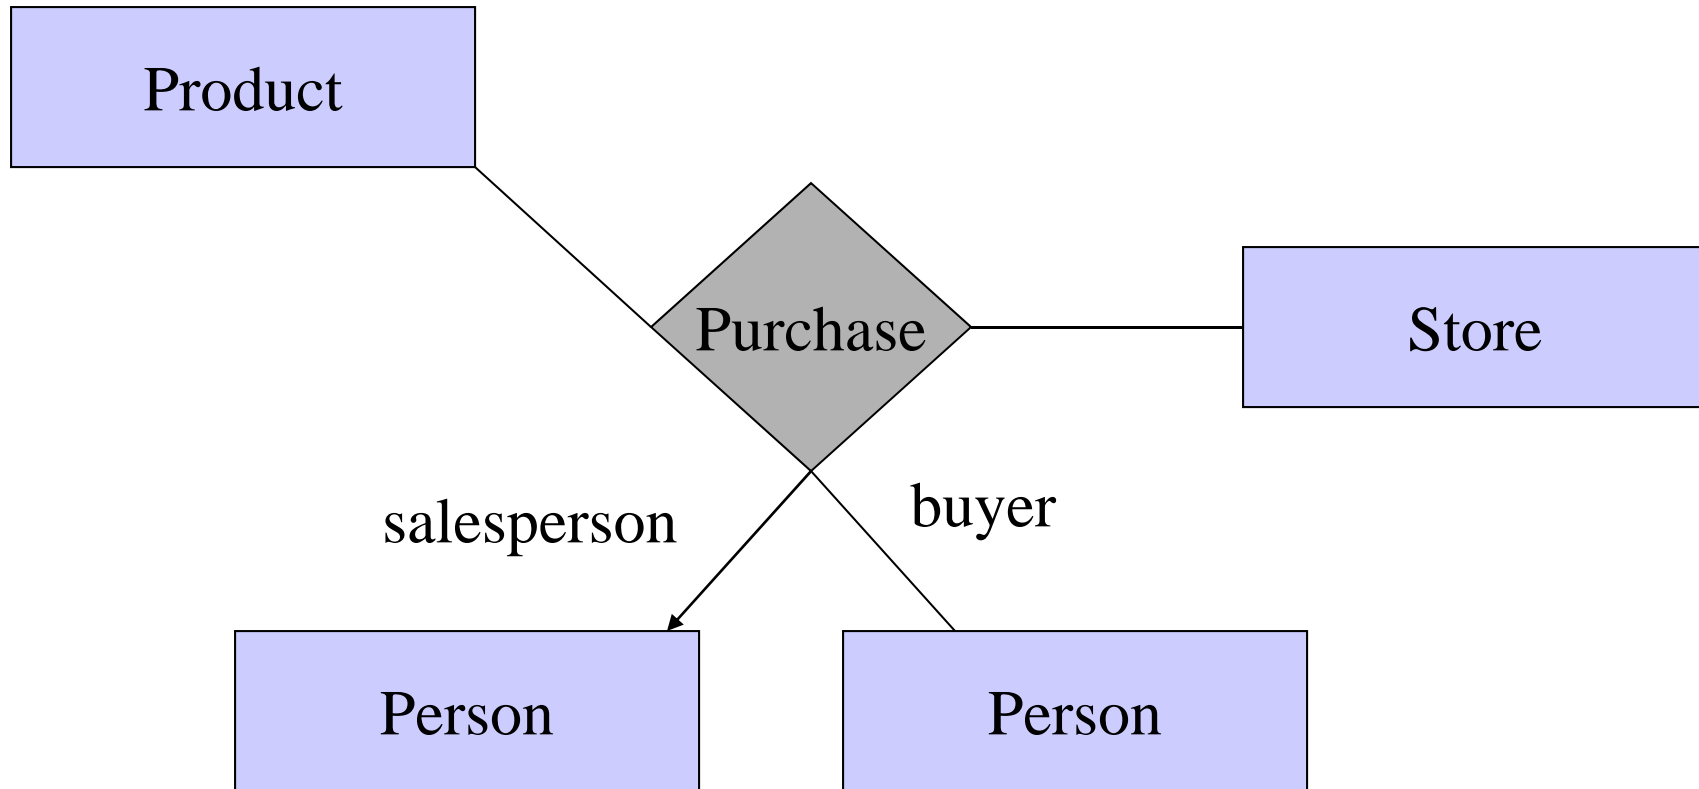 Product
Purchase
Store
salesperson
buyer
Person
Person